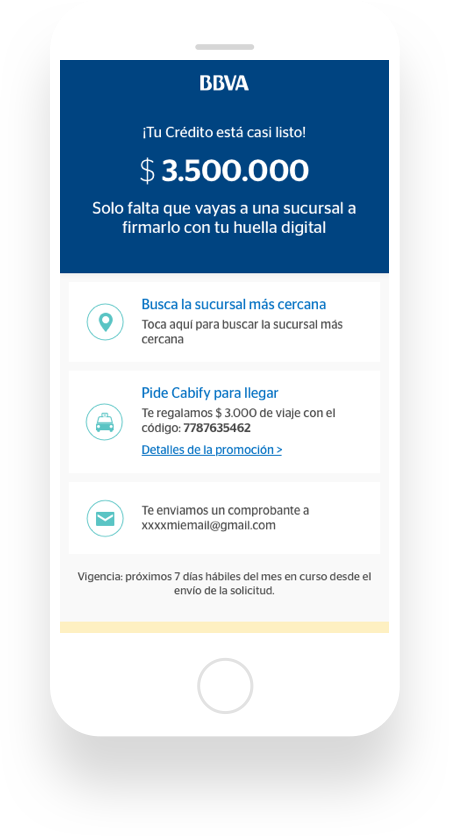 BBVA
¡Tu Crédito está casi listo!
$ 3.500.000
Solo falta que vayas a una sucursal a
firmarlo con tu huella digital
Busca la sucursal más cercana
Toca aquí para buscar la sucursal más
cercana
Pide Cabify para llegar
Te regalamos $ 3.000 de viaje con el
código: 7787635462
Detalles de la promoción >
Te enviamos un comprobante a
xxxxmiemail@gmail.com
Vigencia: próximos 7 días hábiles del mes en curso desde el
envío de la solicitud.